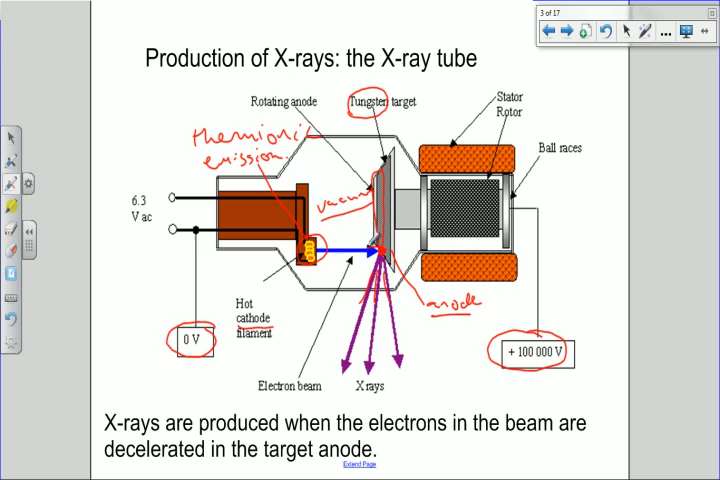 3 of 17
Production of X-rays: the X-ray tube
Rotating anode
Tungsten target
Stator
Rotor
Ball races
thermionic
emission.
vacuum
6.3
V ac
anode
Hot
cathode
filament
0 V
+ 100 000 V
Electron beam
X rays
X-rays are produced when the electrons in the beam are
decelerated in the target anode.
Extend Page